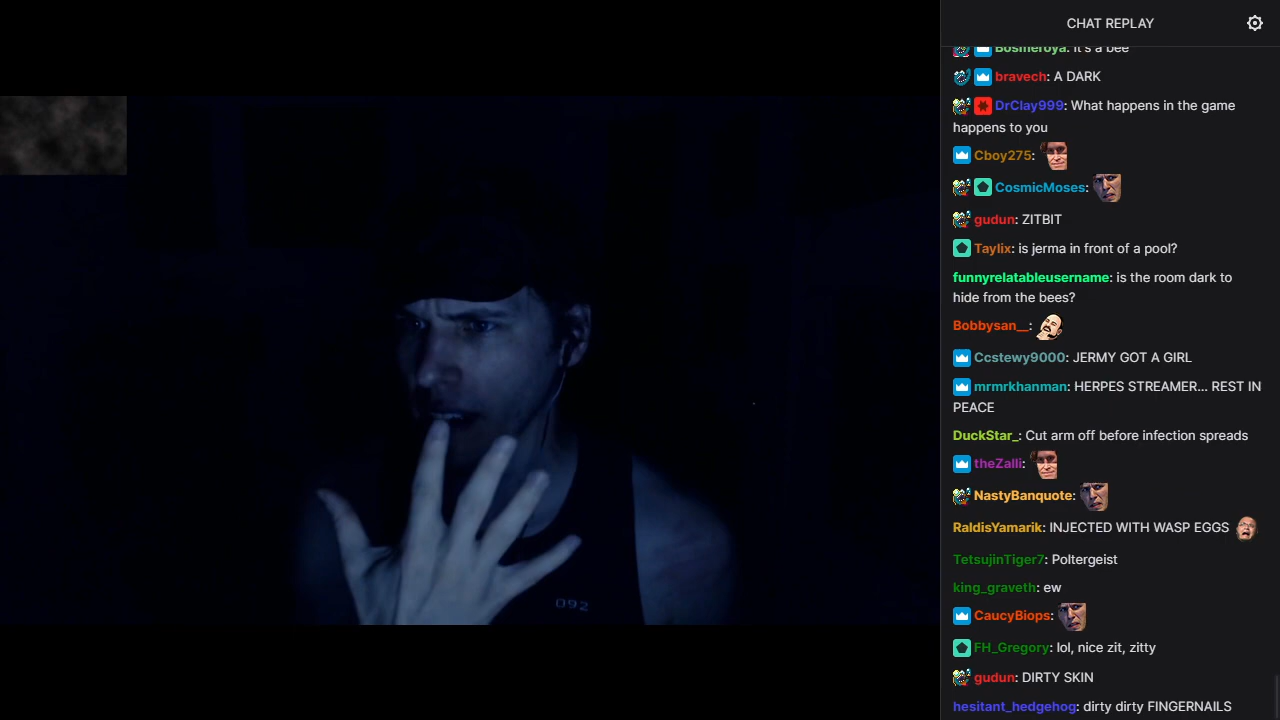 CHAT REPLAY
Bosmeroya: it's a bee
bravech: A DARK
DrClay999: What happens in the game
happens to you
Cboy275:
CosmicMoses:
gudun: ZITBIT
Taylix: is jerma in front of a pool?
funnyrelatableusername: is the room dark to
hide from the bees?
Bobbysan__:
Ccstewy9000: JERMY GOT A GIRL
mrmrkhanman: HERPES STREAMER... REST IN
PEACE
DuckStar_: Cut arm off before infection spreads
theZalli:
NastyBanquote:
RaldisYamarik: INJECTED WITH WASP EGGS
TetsujinTiger7: Poltergeist
king_graveth: ew
CaucyBiops:
FH_Gregory: lol, nice zit, zitty
gudun: DIRTY SKIN
hesitant_hedgehog: dirty dirty FINGERNAILS
092